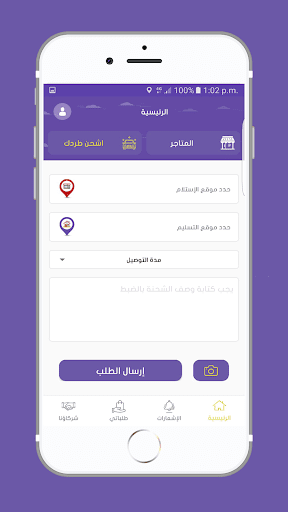 100% 1:02 p.m.
الرئيسية
المتاجر
اشحن طردك
حدد موقع الإستلام
حدد موقع التسليم
مدة التوصيل
يجب كتابة وصف الشحنة بالضبط
إرسال الطلب
الرئيسية
الإشعارات
طلباتي
شركاؤنا